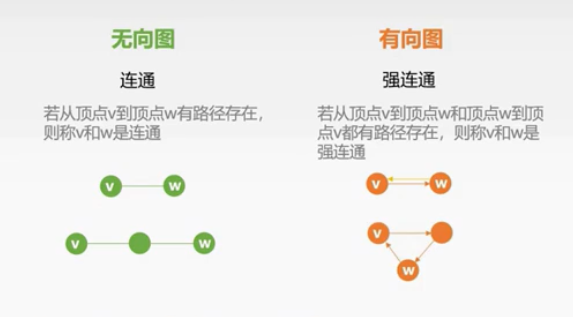 无向图
连通
若从顶点v到顶点w有路径存在，
则称v和w是连通
v w
v w
有向图
强连通
若从顶点v到顶点w和顶点w到顶
点v都有路径存在，则称v和w是
强连通
v w
v
w